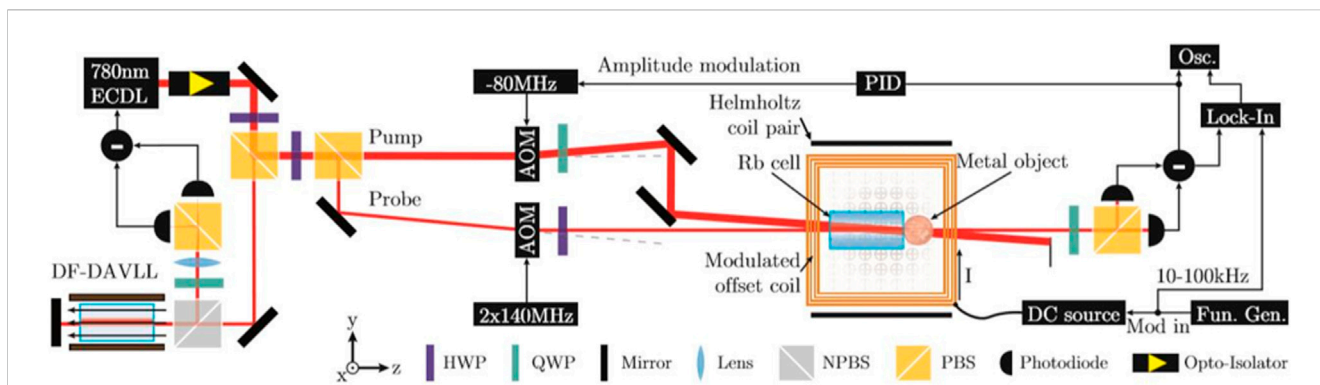 780nm
ECDL
-80MHz
Amplitude modulation
PID
Osc.
Lock-In
Helmholtz
coil pair
Pump
AOM
Rb cell
Metal object
Probe
AOM
DF-DAVLL
Modulated
offset coil
I
10-100kHz
2x140MHz
DC source
Mod in
Fun. Gen.
y
x
z
HWP
QWP
Mirror
Lens
NPBS
PBS
Photodiode
Opto-Isolator